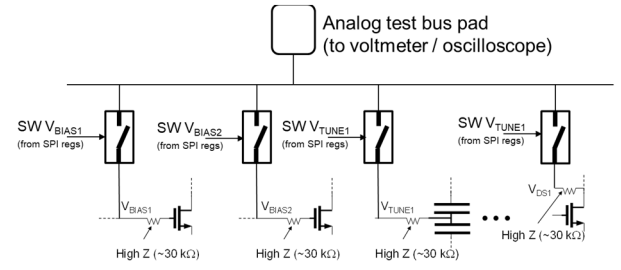 Analog test bus pad
(to voltmeter / oscilloscope)
SW VBIAS1
(from SPI regs)
SW VBIAS2
(from SPI regs)
SW VTUNE1
(from SPI regs)
SW VTUNE1
(from SPI regs)
VBIAS1
VBIAS2
VTUNE1
VDS1
High Z (~30 kΩ)
High Z (~30 kΩ)
High Z (~30 kΩ)
High Z (~30 kΩ)